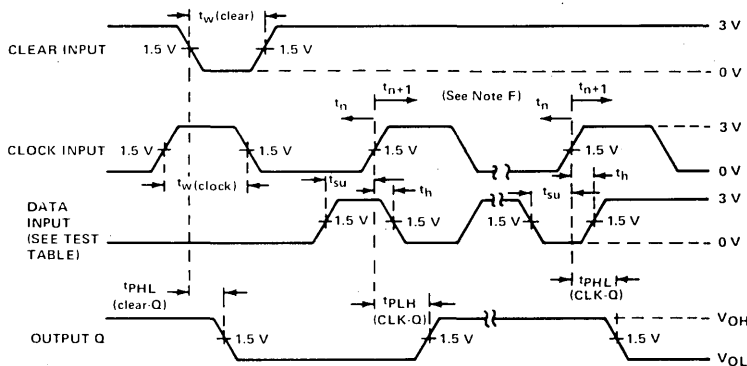 tw(clear)
3 V
CLEAR INPUT
1.5 V
1.5 V
0 V
tn
tn+1
(See Note F)
tn
tn+1
3 V
CLOCK INPUT
1.5 V
1.5 V
1.5 V
1.5 V
0 V
tw(clock)
tsu
th
tsu
th
3 V
DATA
INPUT
(SEE TEST
TABLE)
1.5 V
1.5 V
1.5 V
1.5 V
0 V
tPHL
(clear-Q)
tPLH
(CLK-Q)
tPHL
(CLK-Q)
VOH
OUTPUT Q
1.5 V
1.5 V
1.5 V
VOL